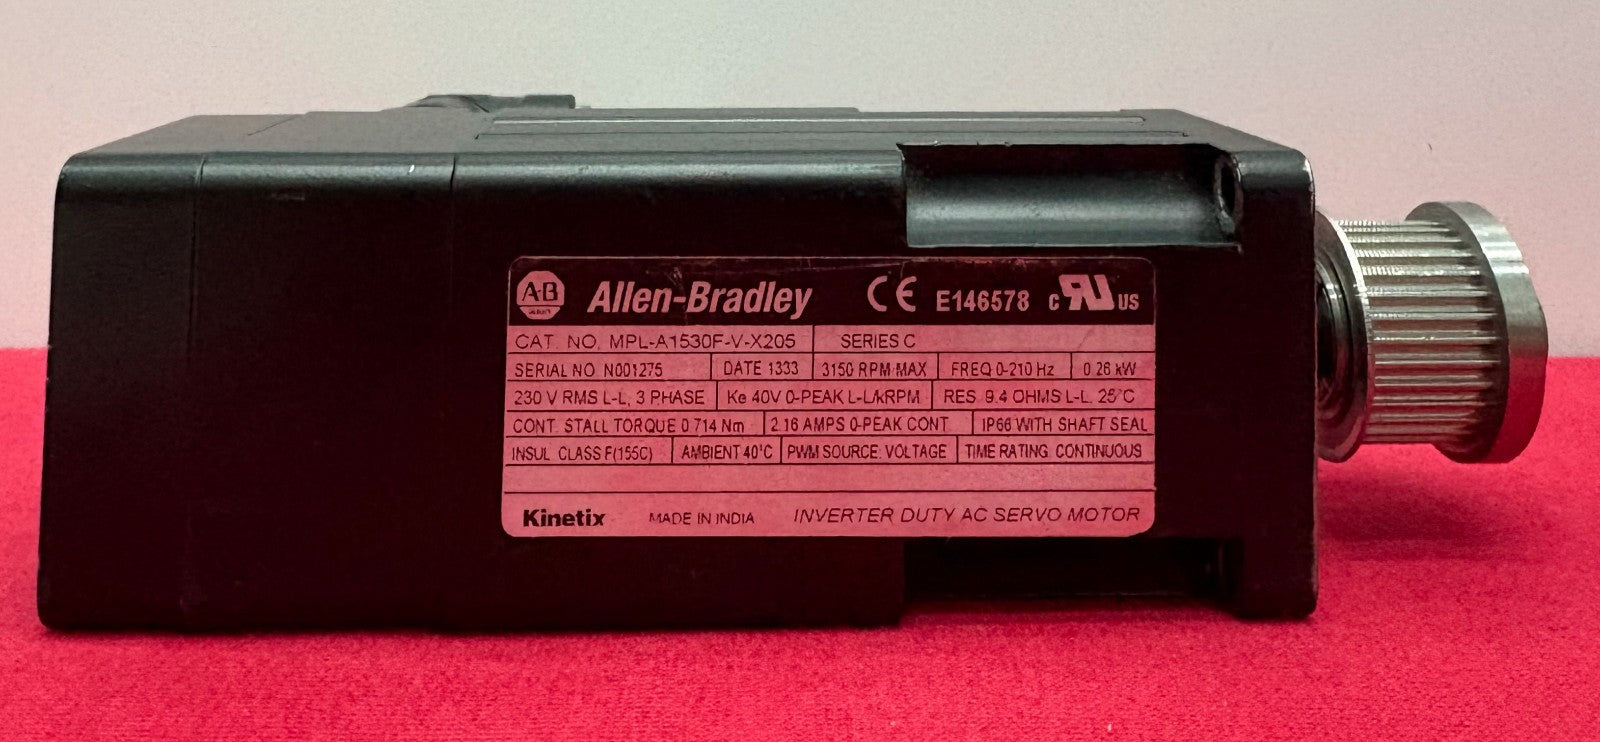 A-B Allen-Bradley CE E146578 c RU US
CAT. NO. MPL-A1530F-V-X205 SERIES C
SERIAL NO N001275 DATE 1333 3150 RPM MAX FREQ 0-210 Hz 0.26 kW
230 V RMS L-L, 3 PHASE Ke 40V 0-PEAK L-L/kRPM RES 9.4 OHMS L-L, 25°C
CONT. STALL TORQUE 0.714 Nm 2.16 AMPS 0-PEAK CONT IP66 WITH SHAFT SEAL
INSUL CLASS F(155C) AMBIENT 40°C PWM SOURCE: VOLTAGE TIME RATING: CONTINUOUS
Kinetix MADE IN INDIA INVERTER DUTY AC SERVO MOTOR